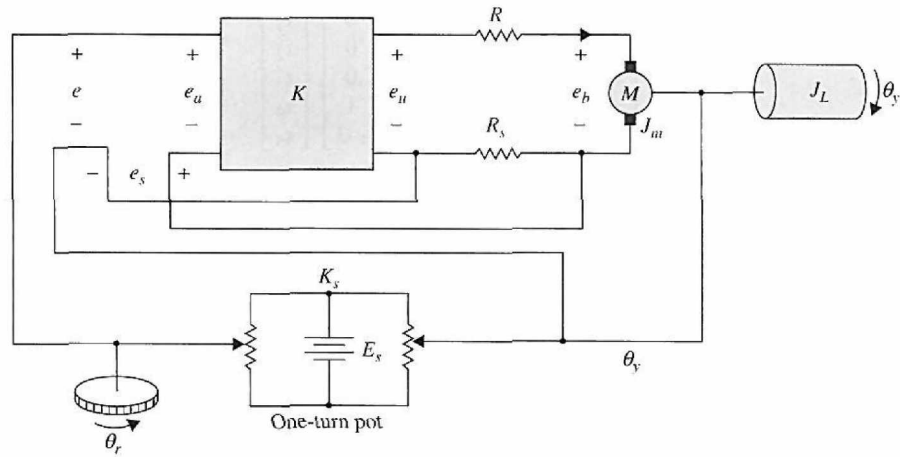 R
+ + + +
e e_a K e_u e_b M J_L θ_y
− − − −
R_s J_m
− e_s +
K_s
E_s
θ_y
One-turn pot
θ_r